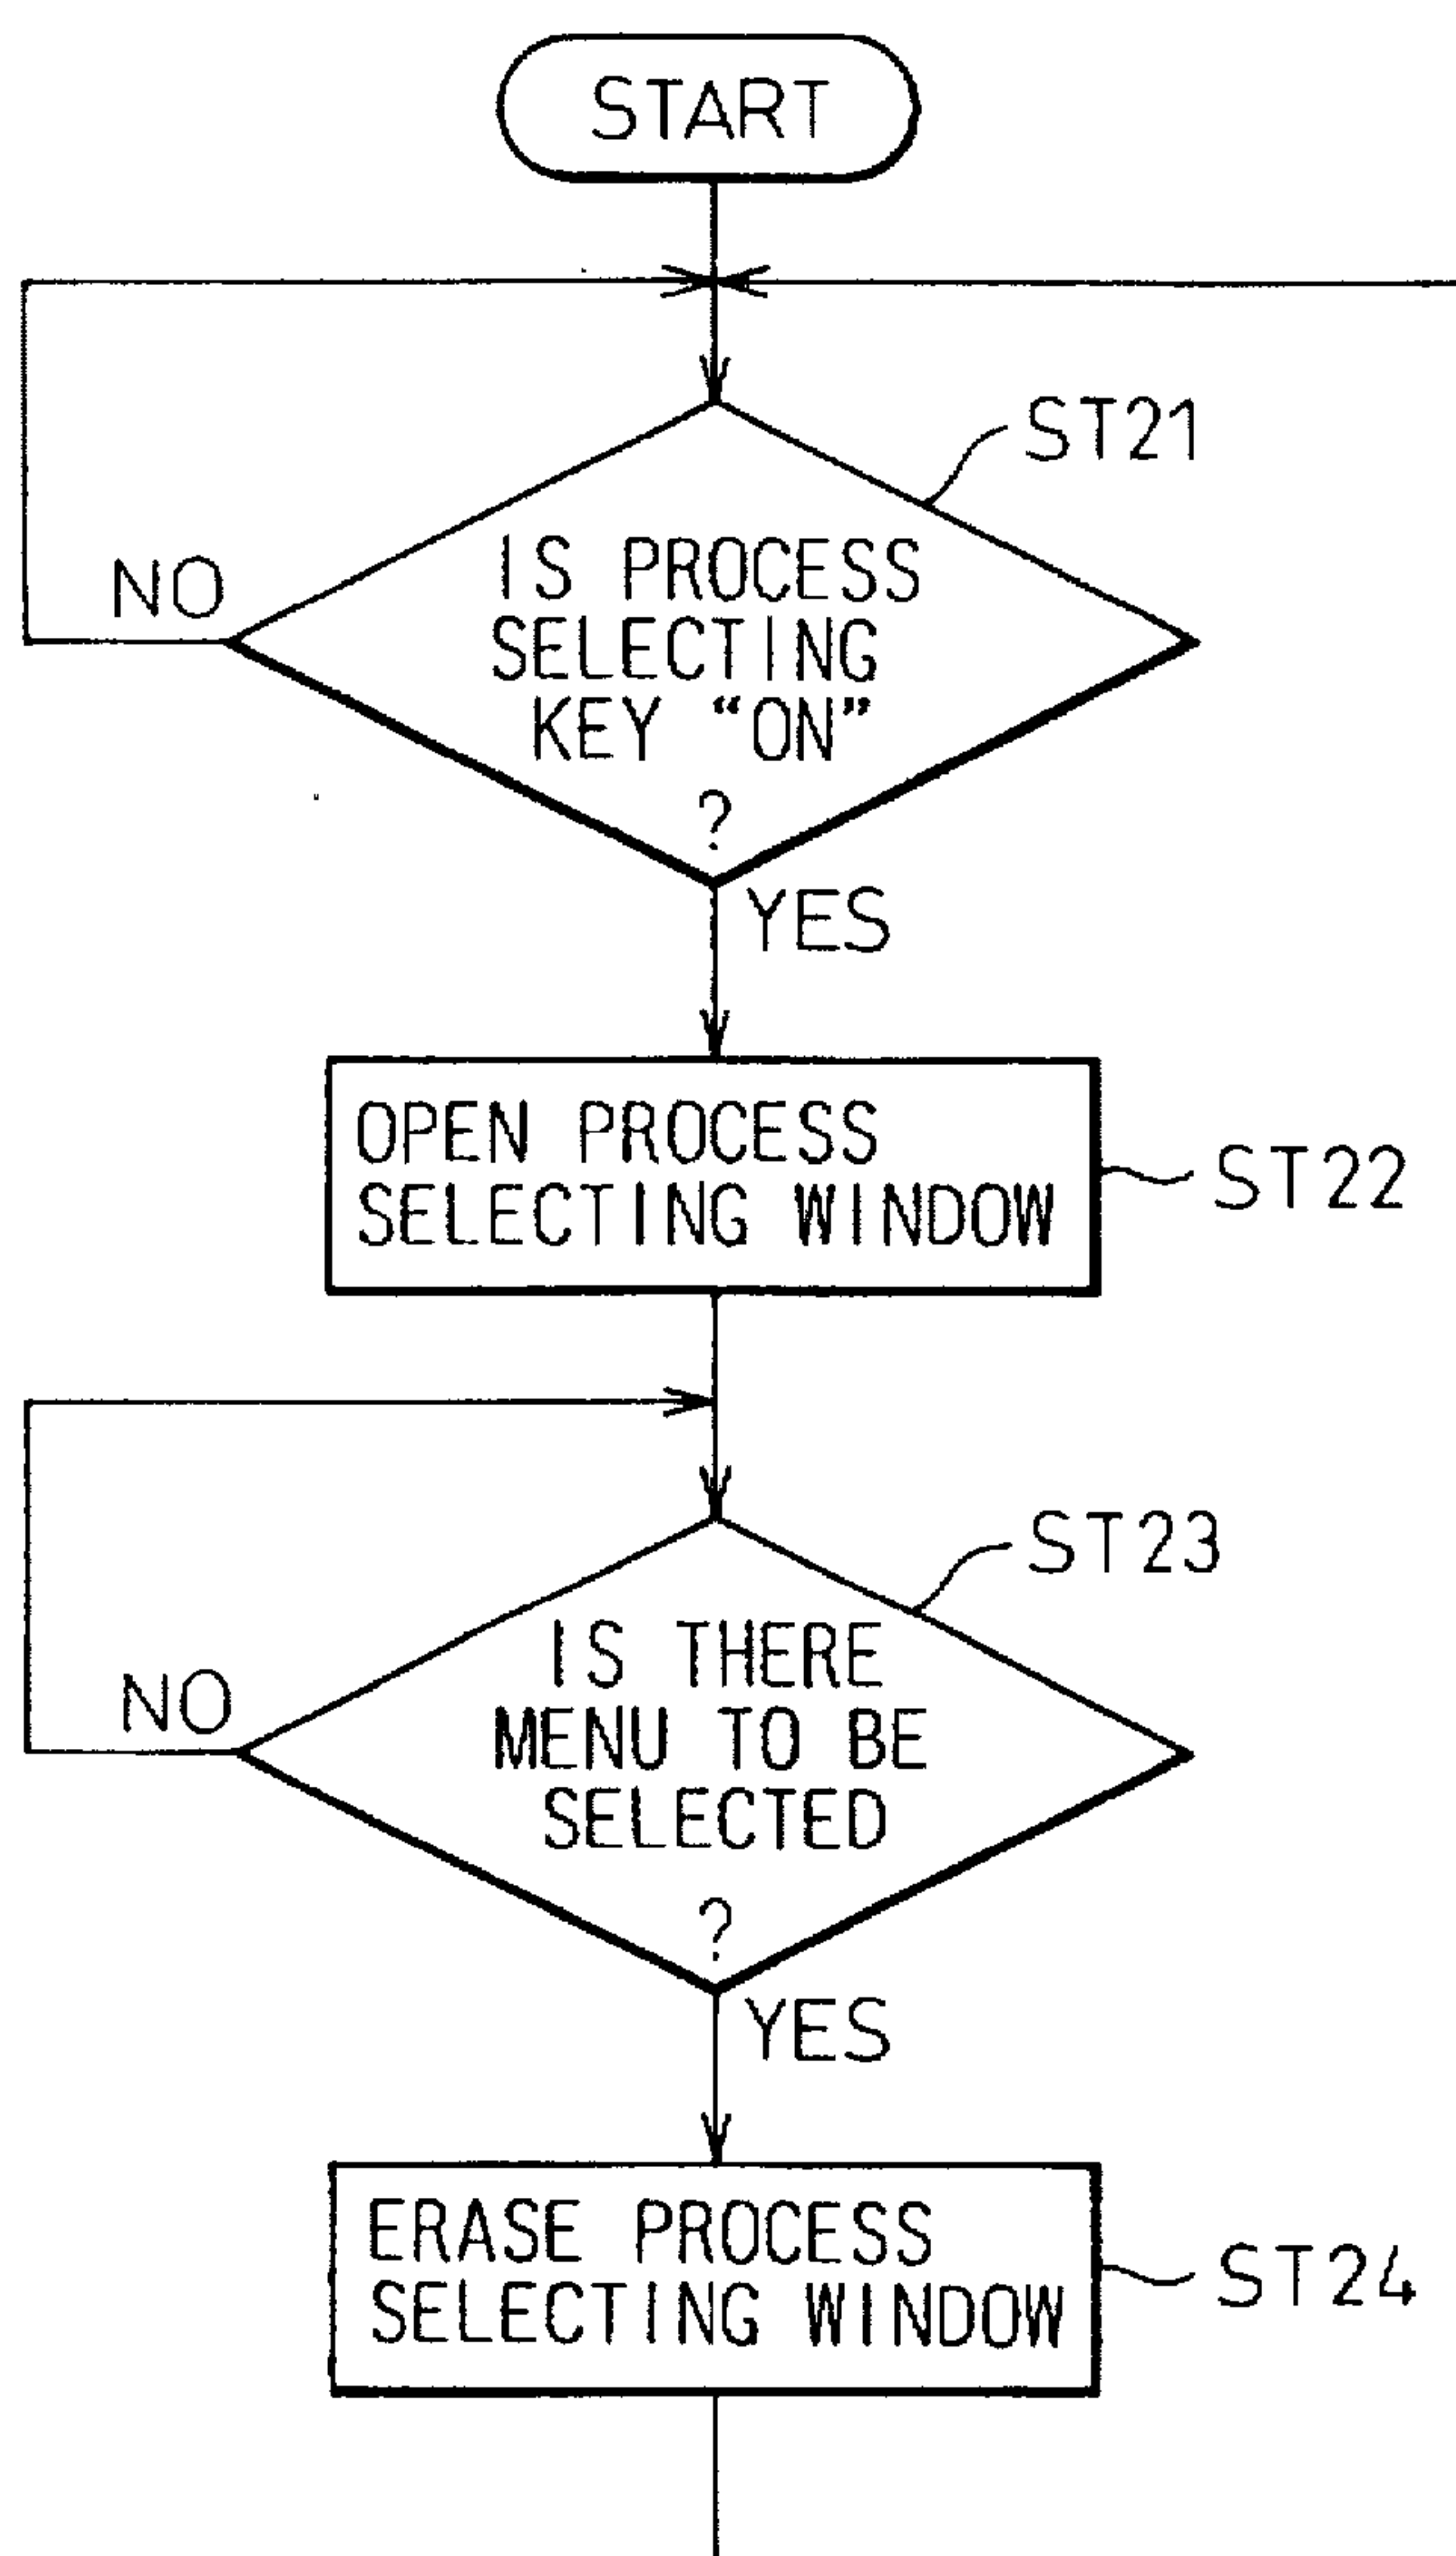 START
ST21
IS PROCESS
SELECTING
KEY “ON”
?
NO
YES
OPEN PROCESS
SELECTING WINDOW
ST22
ST23
IS THERE
MENU TO BE
SELECTED
?
NO
YES
ERASE PROCESS
SELECTING WINDOW
ST24